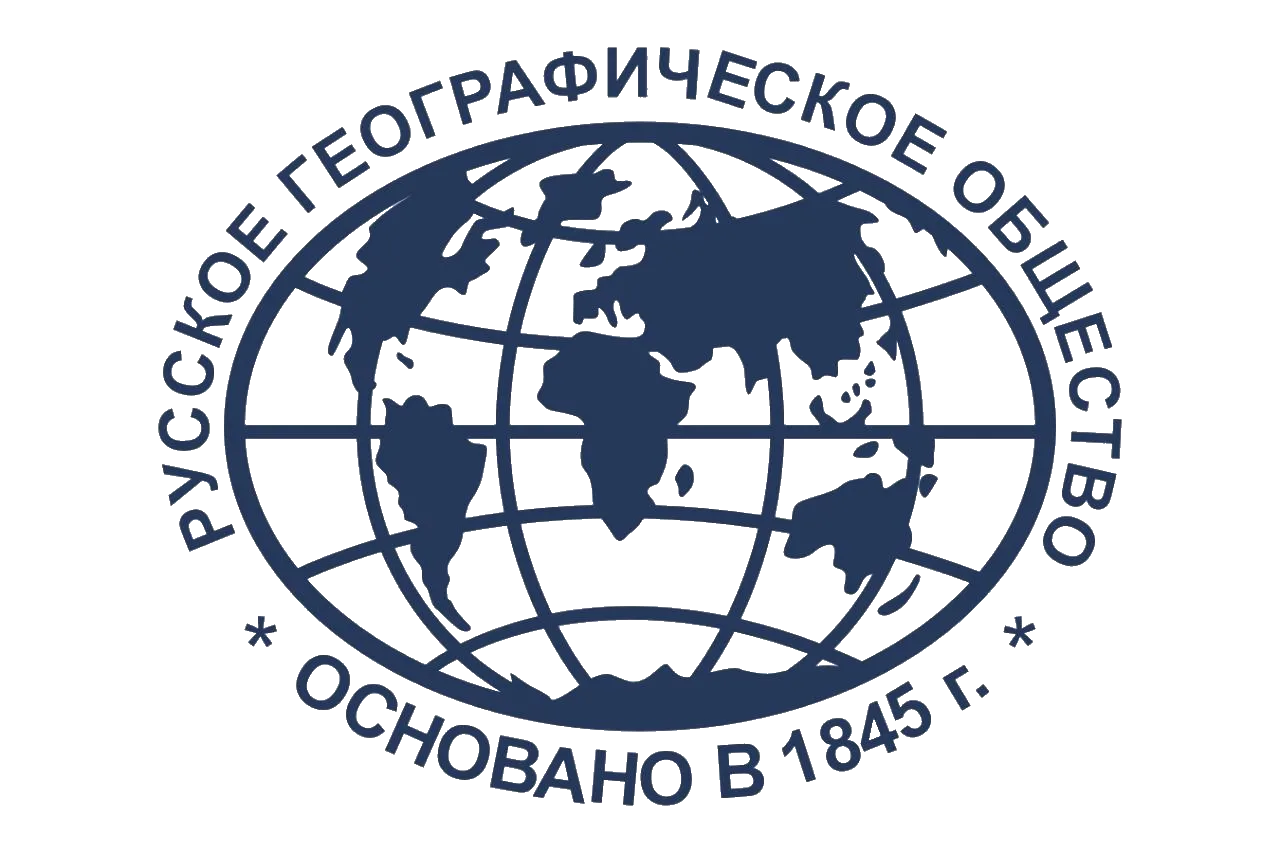 РУССКОЕ ГЕОГРАФИЧЕСКОЕ ОБЩЕСТВО
* ОСНОВАНО В 1845 г. *